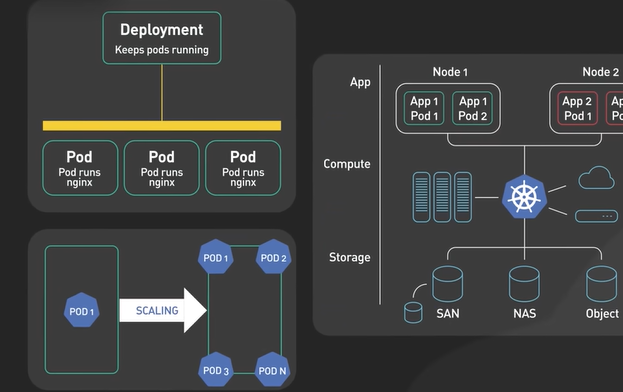 Deployment
Keeps pods running
Pod
Pod runs
nginx
Pod
Pod runs
nginx
Pod
Pod runs
nginx
POD 1
SCALING
POD 1
POD 2
POD 3
POD N
App
Node 1
Node 2
App 1
Pod 1
App 1
Pod 2
App 2
Pod 1
Ap
P
Compute
Storage
SAN
NAS
Object